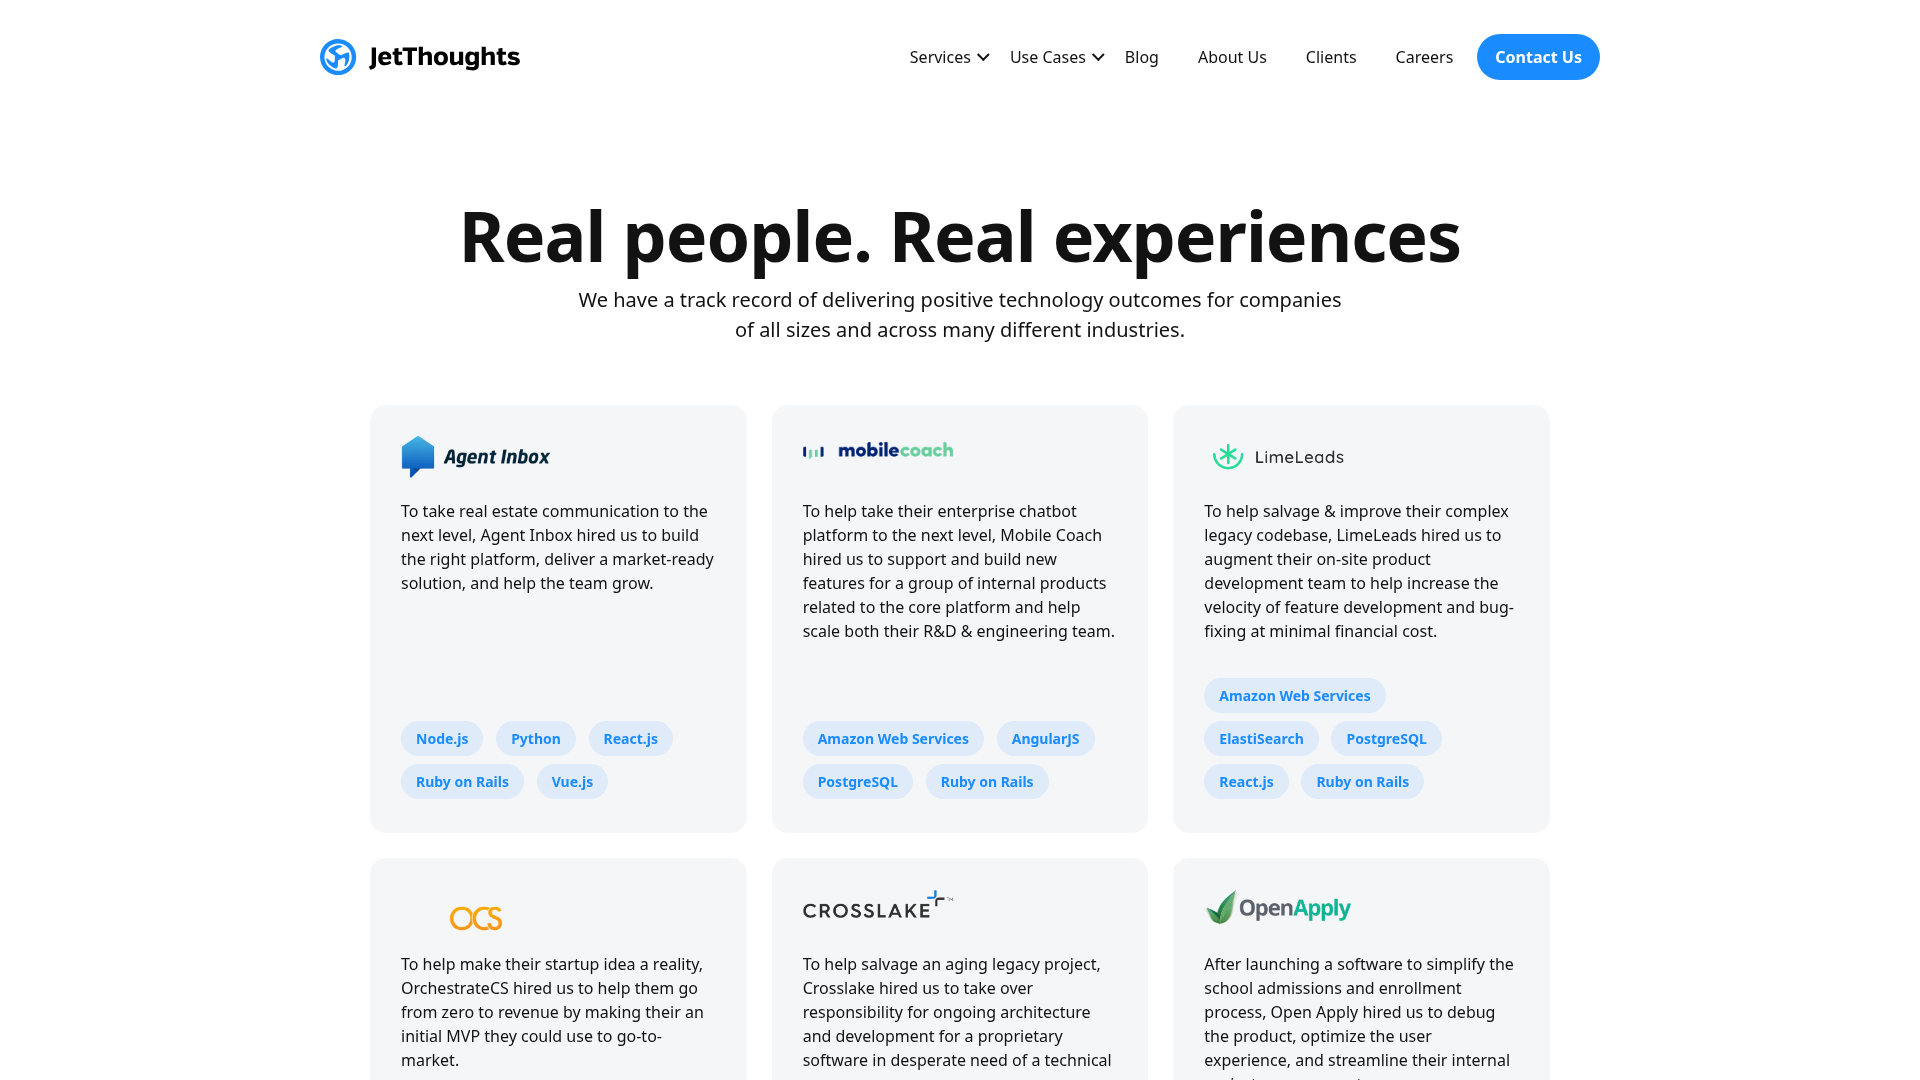 JetThoughts
Services
Use Cases
Blog
About Us
Clients
Careers
Contact Us
Real people. Real experiences
We have a track record of delivering positive technology outcomes for companies
of all sizes and across many different industries.
Agent Inbox
To take real estate communication to the
next level, Agent Inbox hired us to build
the right platform, deliver a market-ready
solution, and help the team grow.
Node.js
Python
React.js
Ruby on Rails
Vue.js
mobilecoach
To help take their enterprise chatbot
platform to the next level, Mobile Coach
hired us to support and build new
features for a group of internal products
related to the core platform and help
scale both their R&D & engineering team.
Amazon Web Services
AngularJS
PostgreSQL
Ruby on Rails
LimeLeads
To help salvage & improve their complex
legacy codebase, LimeLeads hired us to
augment their on-site product
development team to help increase the
velocity of feature development and bug-
fixing at minimal financial cost.
Amazon Web Services
ElastiSearch
PostgreSQL
React.js
Ruby on Rails
OCS
To help make their startup idea a reality,
OrchestrateCS hired us to help them go
from zero to revenue by making their an
initial MVP they could use to go-to-
market.
CROSSLAKE ™
To help salvage an aging legacy project,
Crosslake hired us to take over
responsibility for ongoing architecture
and development for a proprietary
software in desperate need of a technical
OpenApply
After launching a software to simplify the
school admissions and enrollment
process, Open Apply hired us to debug
the product, optimize the user
experience, and streamline their internal